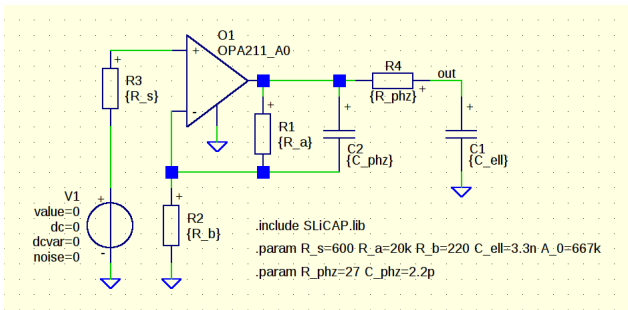 O1
OPA211_A0
+
-
R3
{R_s}
+
R4
{R_phz}
+
out
R1
{R_a}
+
C2
{C_phz}
+
C1
{C_ell}
+
V1
value=0
dc=0
dcvar=0
noise=0
+
-
R2
{R_b}
+
.include SLiCAP.lib
.param R_s=600 R_a=20k R_b=220 C_ell=3.3n A_0=667k
.param R_phz=27 C_phz=2.2p